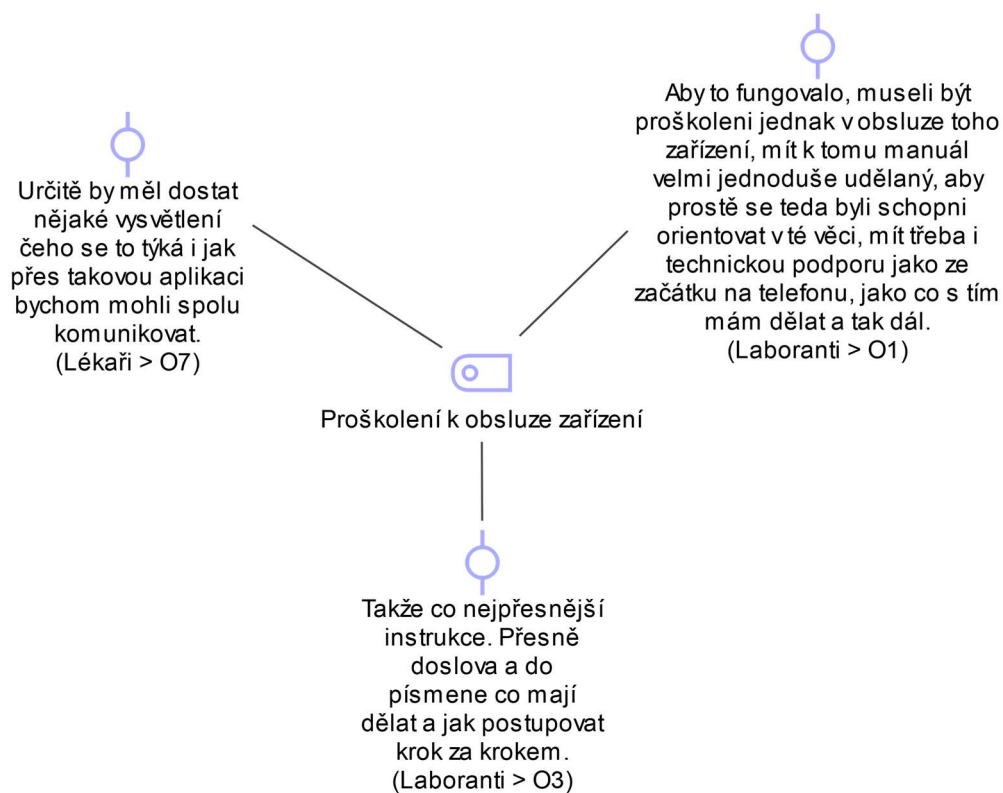 Určitě by měl dostat
nějaké vysvětlení
čeho se to týká i jak
přes takovou aplikaci
bychom mohli spolu
komunikovat.
(Lékaři > O7)
Aby to fungovalo, museli být
proškoleni jednak v obsluze toho
zařízení, mít k tomu manuál
velmi jednoduše udělaný, aby
prostě se teda byli schopni
orientovat v té věci, mít třeba i
technickou podporu jako ze
začátku na telefonu, jako co s tím
mám dělat a tak dál.
(Laboranti > O1)
Proškolení k obsluze zařízení
Takže co nejpřesnější
instrukce. Přesně
doslova a do
písmene co mají
dělat a jak postupovat
krok za krokem.
(Laboranti > O3)